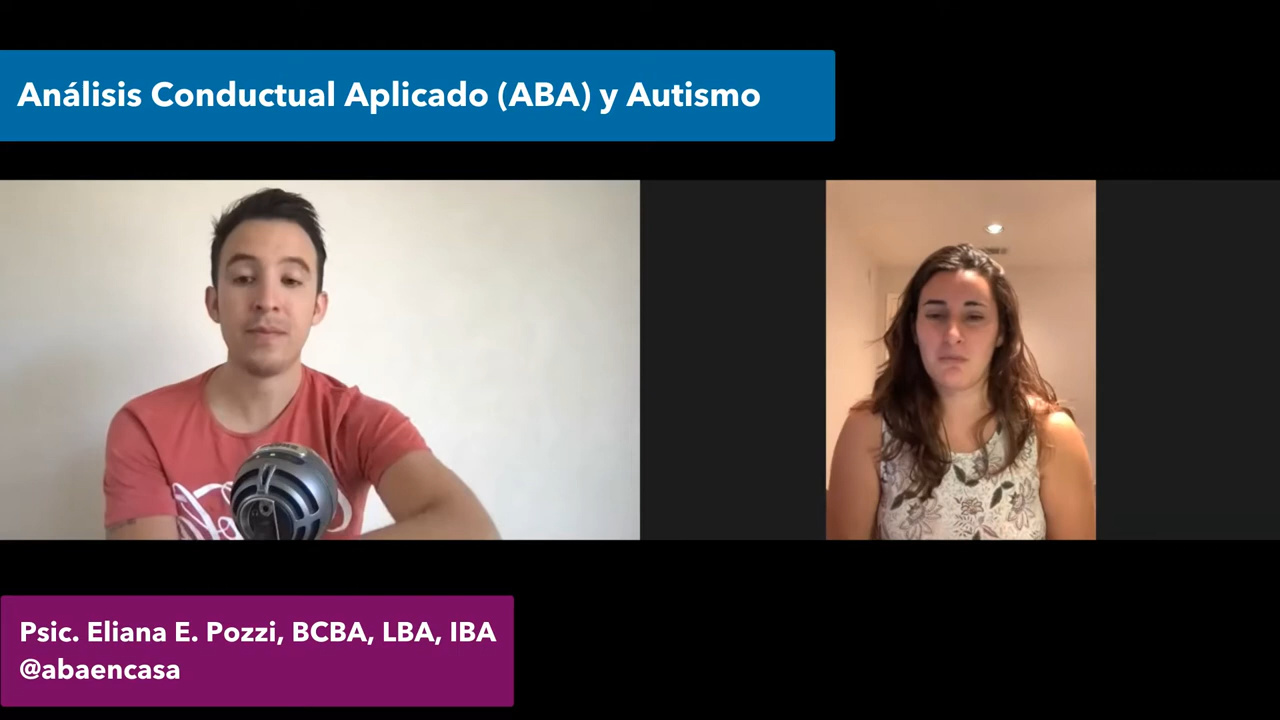 Análisis Conductual Aplicado (ABA) y Autismo
Psic. Eliana E. Pozzi, BCBA, LBA, IBA
@abaencasa